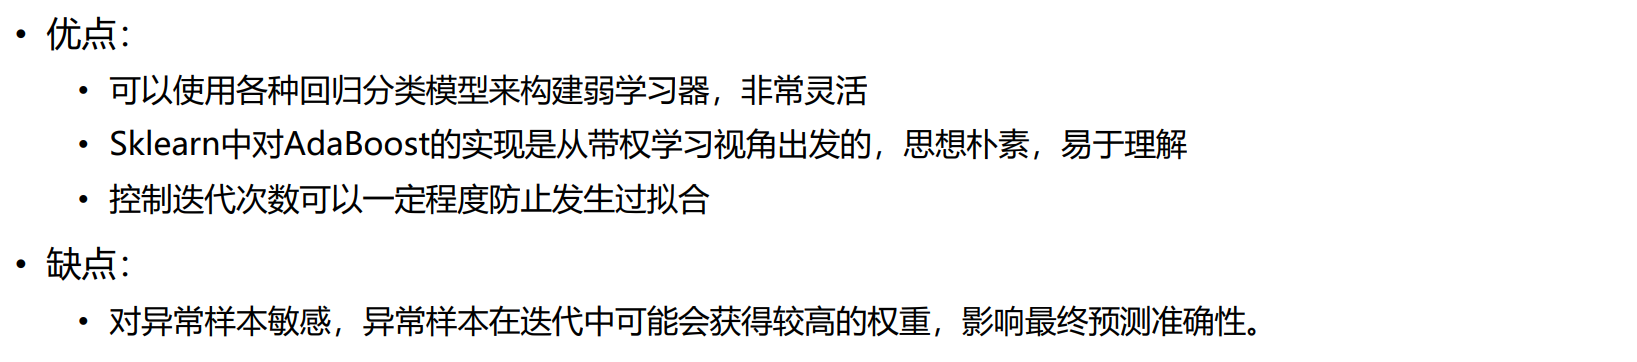 • 优点：
• 可以使用各种回归分类模型来构建弱学习器，非常灵活
• Sklearn中对AdaBoost的实现是从带权学习视角出发的，思想朴素，易于理解
• 控制迭代次数可以一定程度防止发生过拟合
• 缺点：
• 对异常样本敏感，异常样本在迭代中可能会获得较高的权重，影响最终预测准确性。